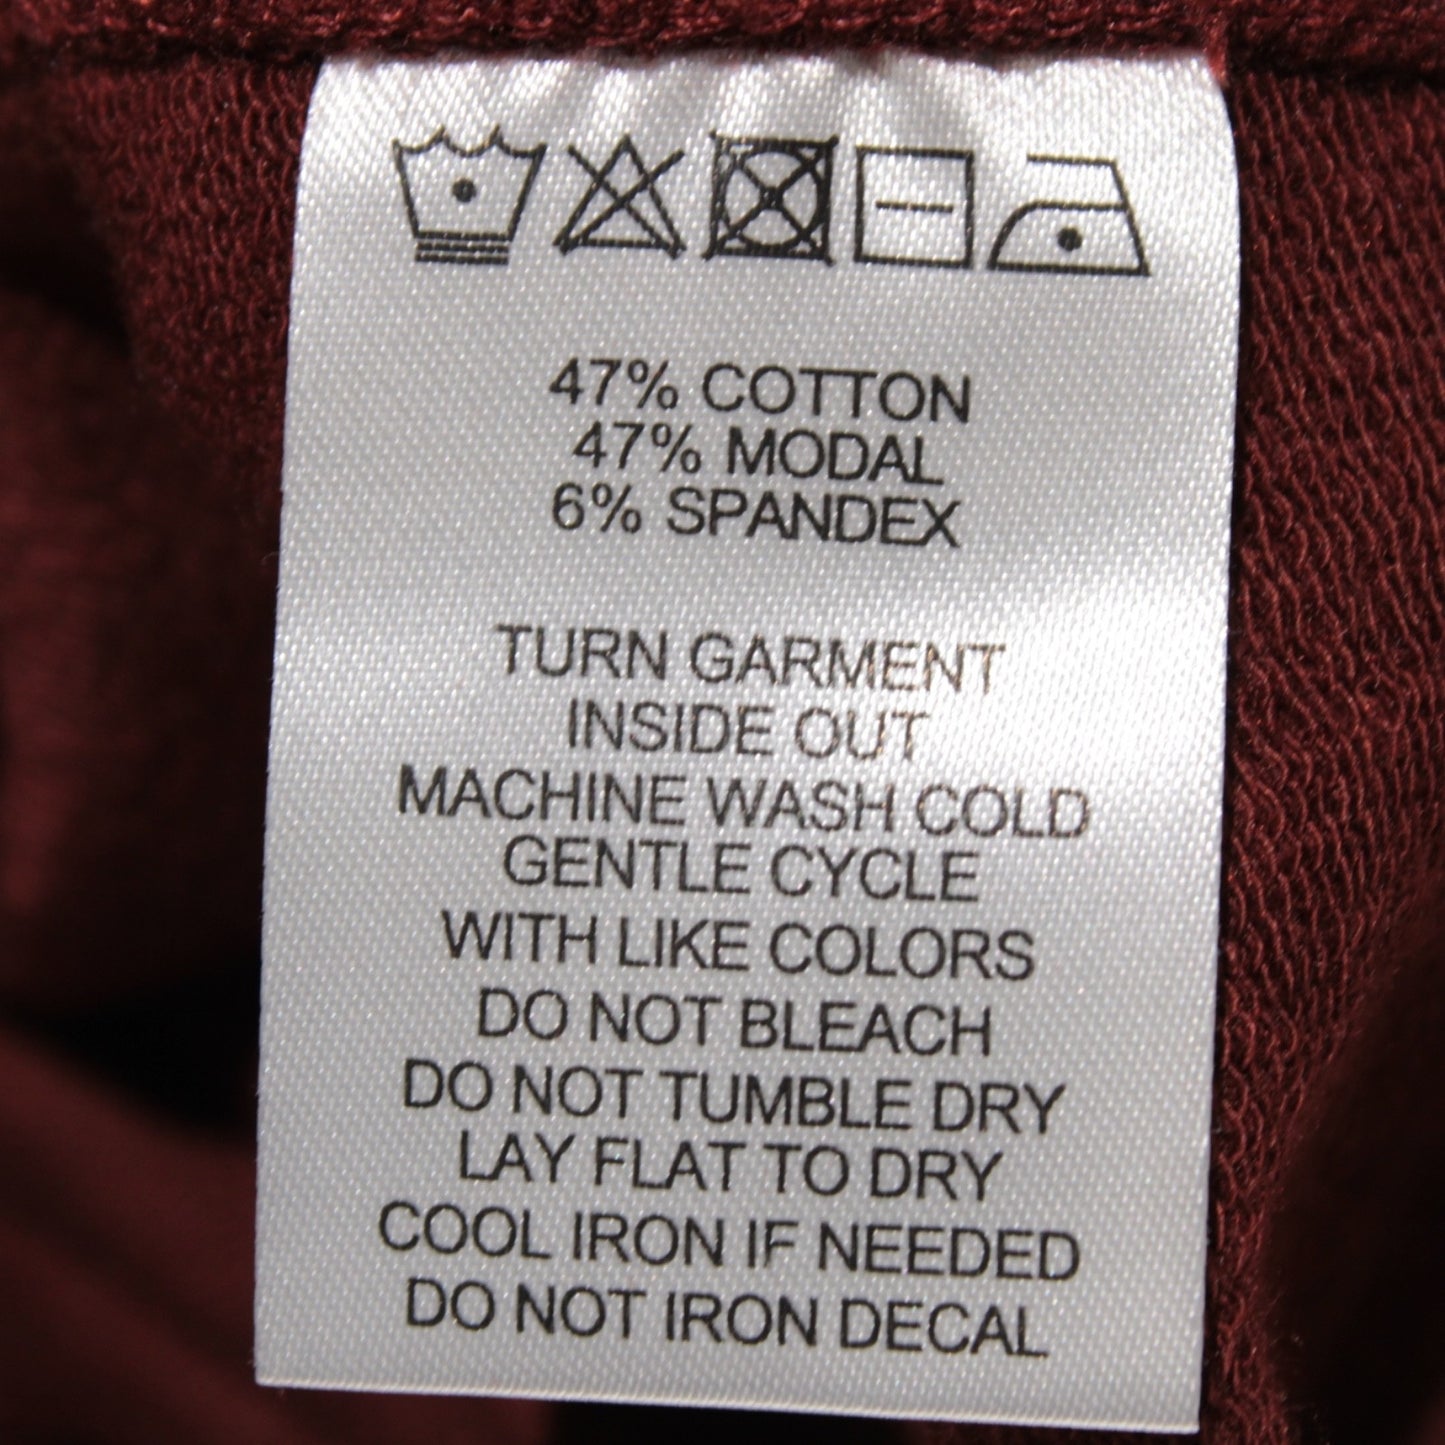 47% COTTON
47% MODAL
6% SPANDEX
TURN GARMENT
INSIDE OUT
MACHINE WASH COLD
GENTLE CYCLE
WITH LIKE COLORS
DO NOT BLEACH
DO NOT TUMBLE DRY
LAY FLAT TO DRY
COOL IRON IF NEEDED
DO NOT IRON DECAL